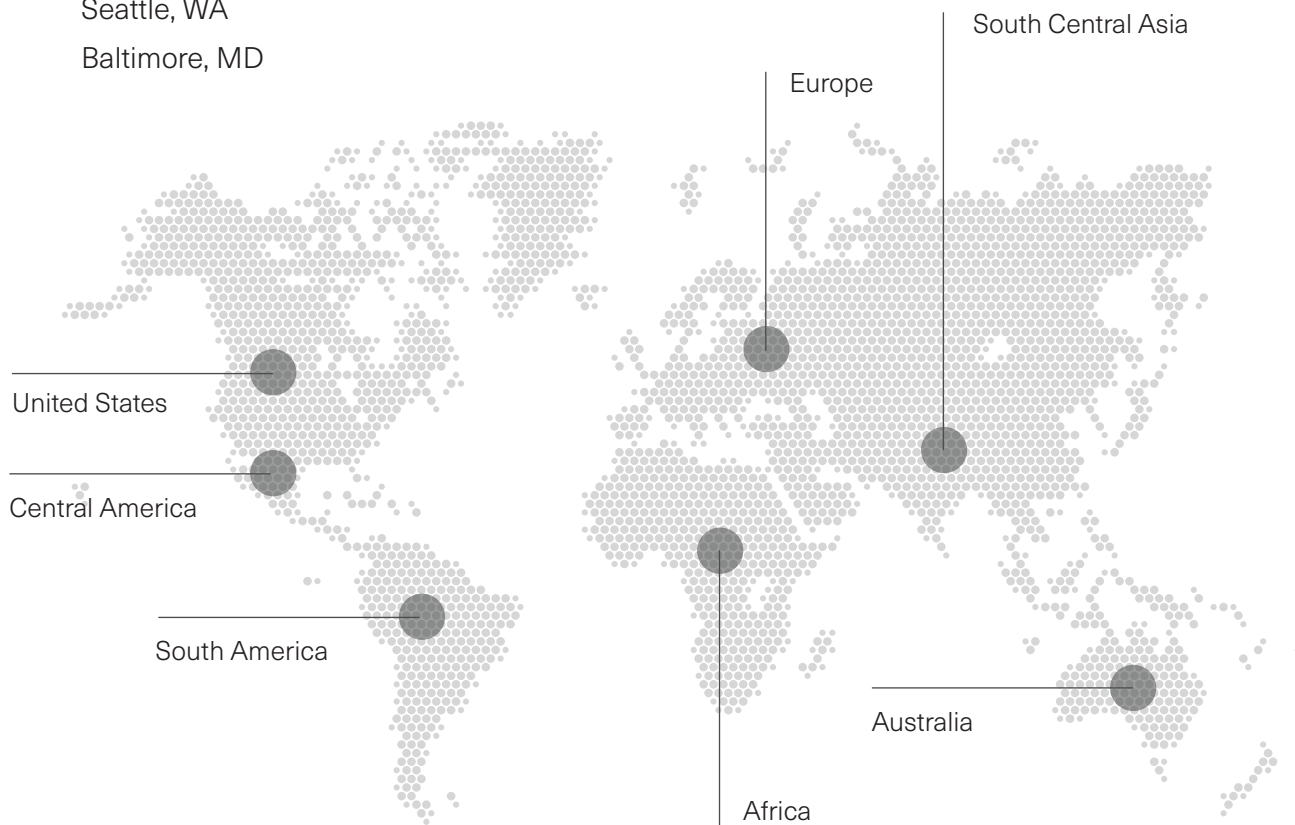 Seattle, WA
Baltimore, MD
South Central Asia
Europe
United States
Central America
South America
Australia
Africa